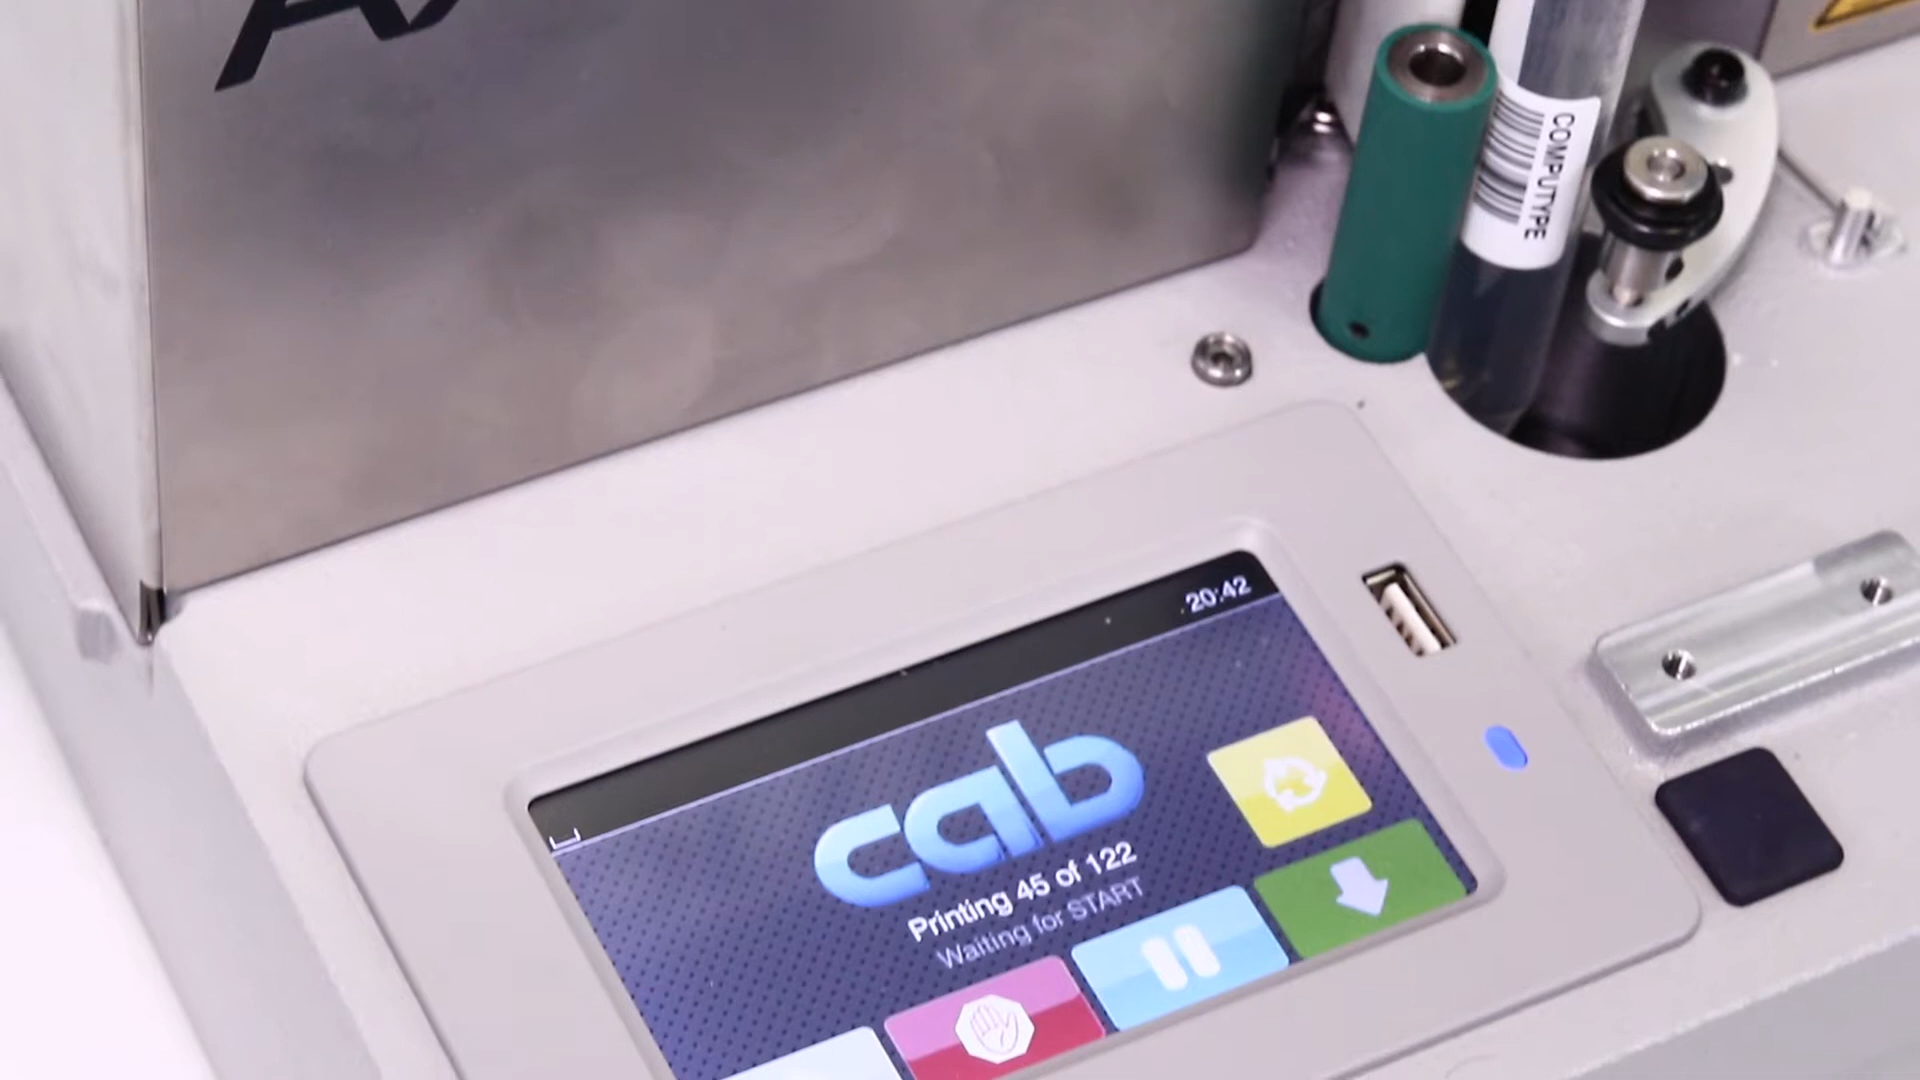 COMPUTYPE
20:42
cab
Printing 45 of 122
Waiting for START